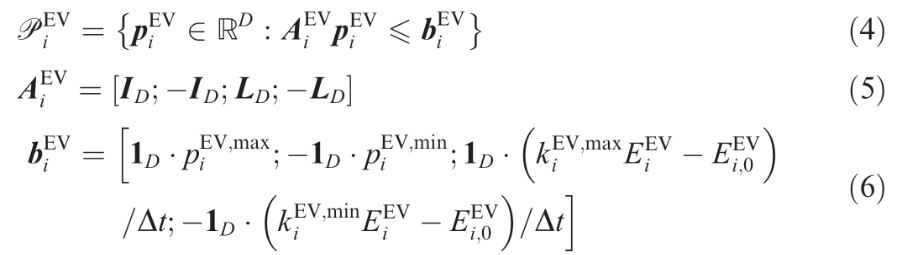 𝒫_i^EV = {p_i^EV ∈ ℝ^D : A_i^EV p_i^EV ⩽ b_i^EV} (4)
A_i^EV = [I_D; −I_D; L_D; −L_D] (5)
b_i^EV = [1_D · p_i^EV,max; −1_D · p_i^EV,min; 1_D · (k_i^EV,max E_i^EV − E_i,0^EV)
/Δt; −1_D · (k_i^EV,min E_i^EV − E_i,0^EV)/Δt] (6)